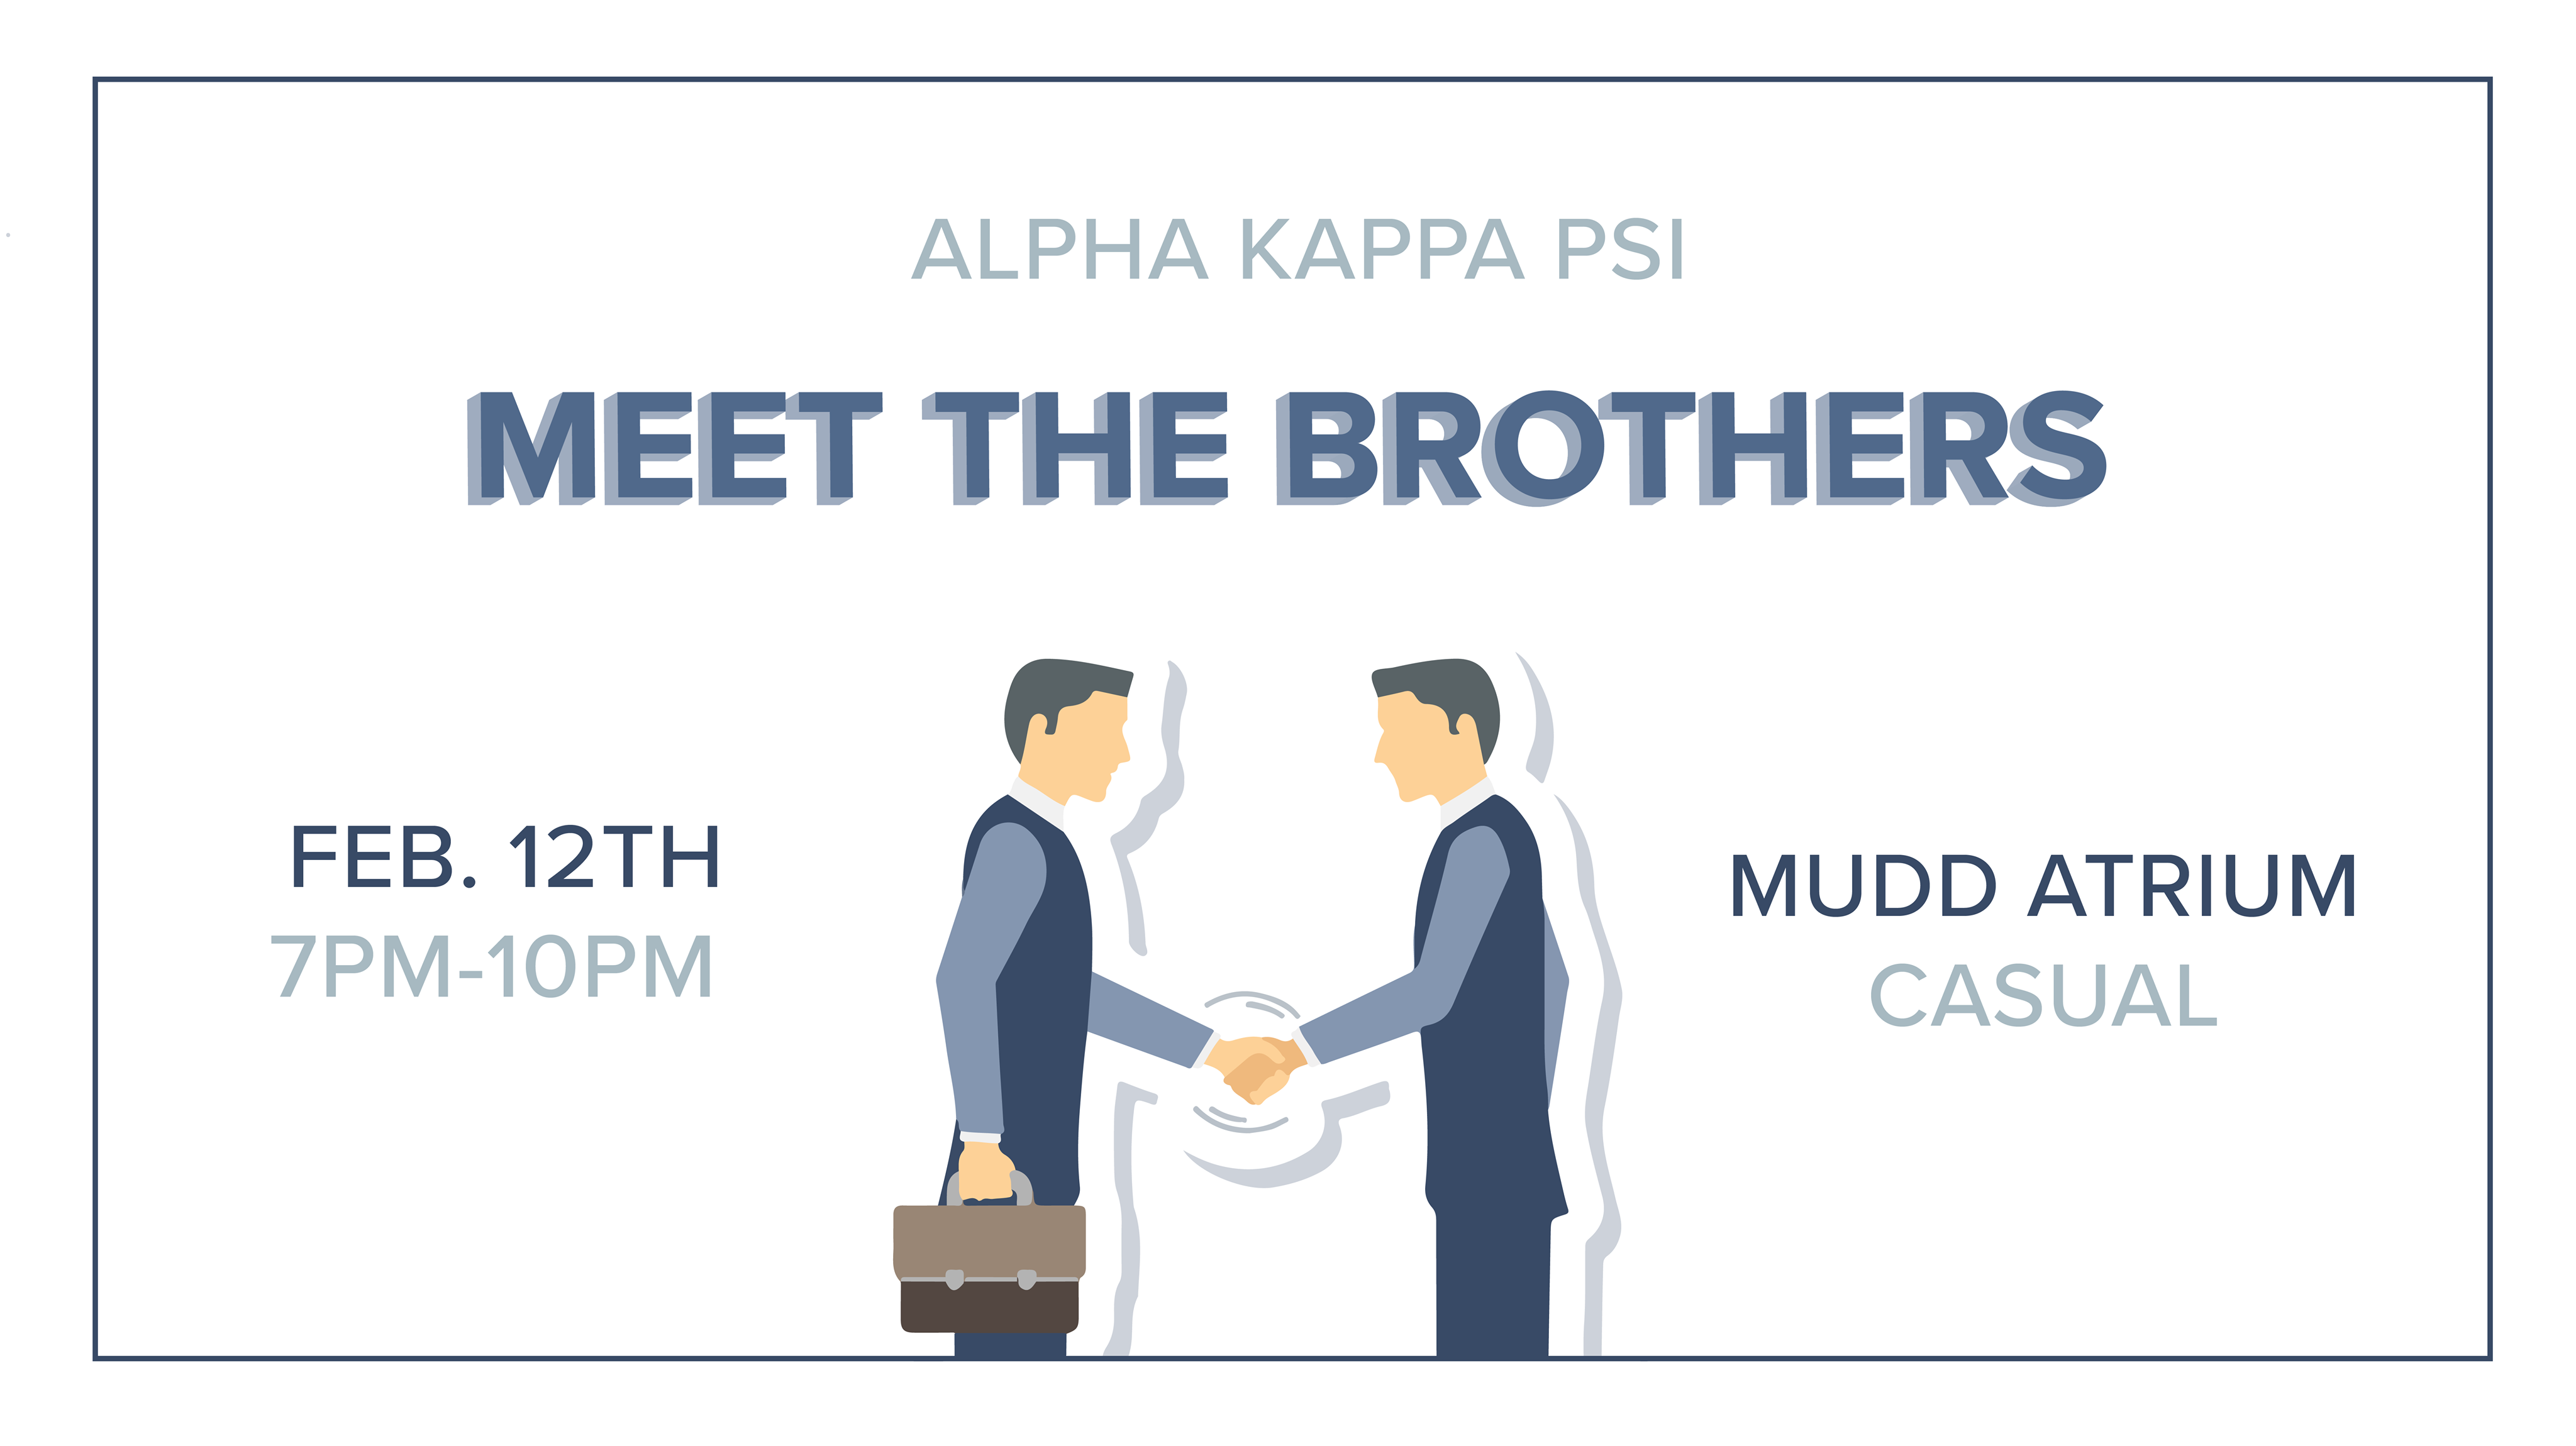 ALPHA KAPPA PSI
MEET THE BROTHERS
FEB. 12TH
7PM-10PM
MUDD ATRIUM
CASUAL